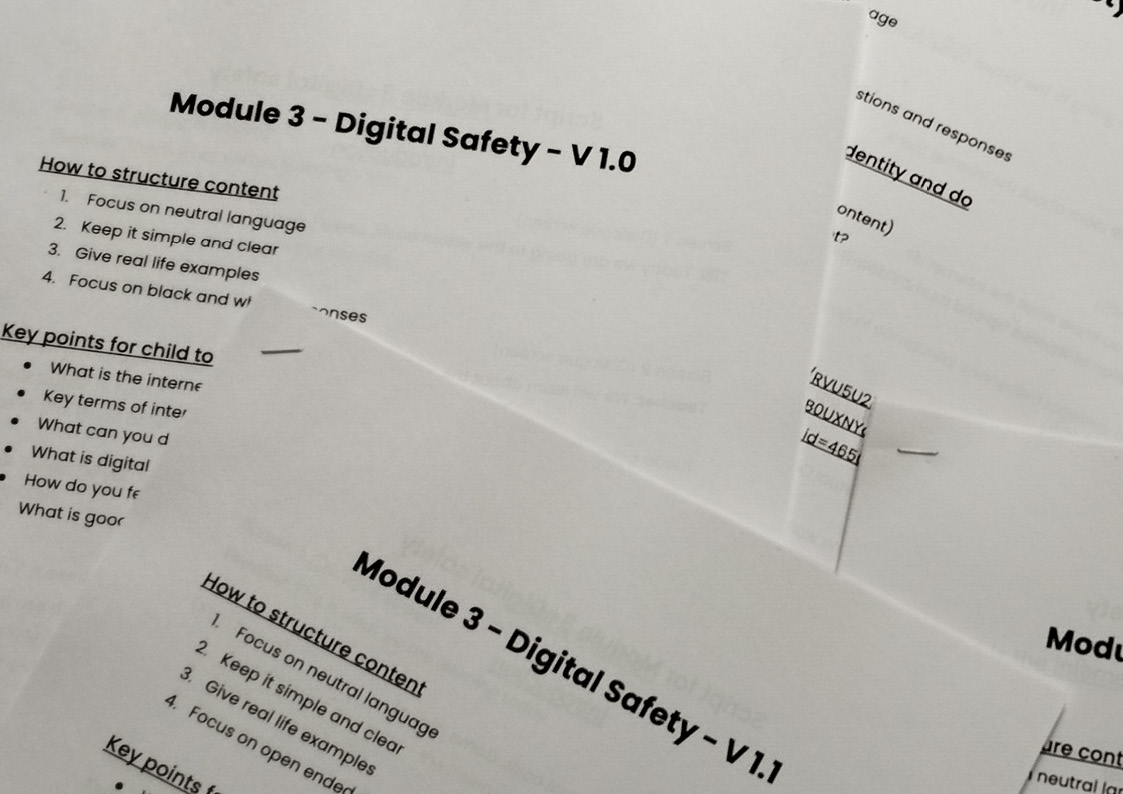 Module 3 - Digital Safety - V 1.0
How to structure content
1. Focus on neutral language
2. Keep it simple and clear
3. Give real life examples
4. Focus on black and wh
onses
Key points for child to
What is the interne
Key terms of inter
What can you d
What is digital
How do you fe
What is good
age
stions and responses
dentity and do
ontent)
t?
RVU5U2
B0UXNY
id=465
Module 3 - Digital Safety - V 1.1
How to structure content
1. Focus on neutral language
2. Keep it simple and clear
3. Give real life examples
4. Focus on open ended
Key points fo
Modu
ure cont
neutral lan